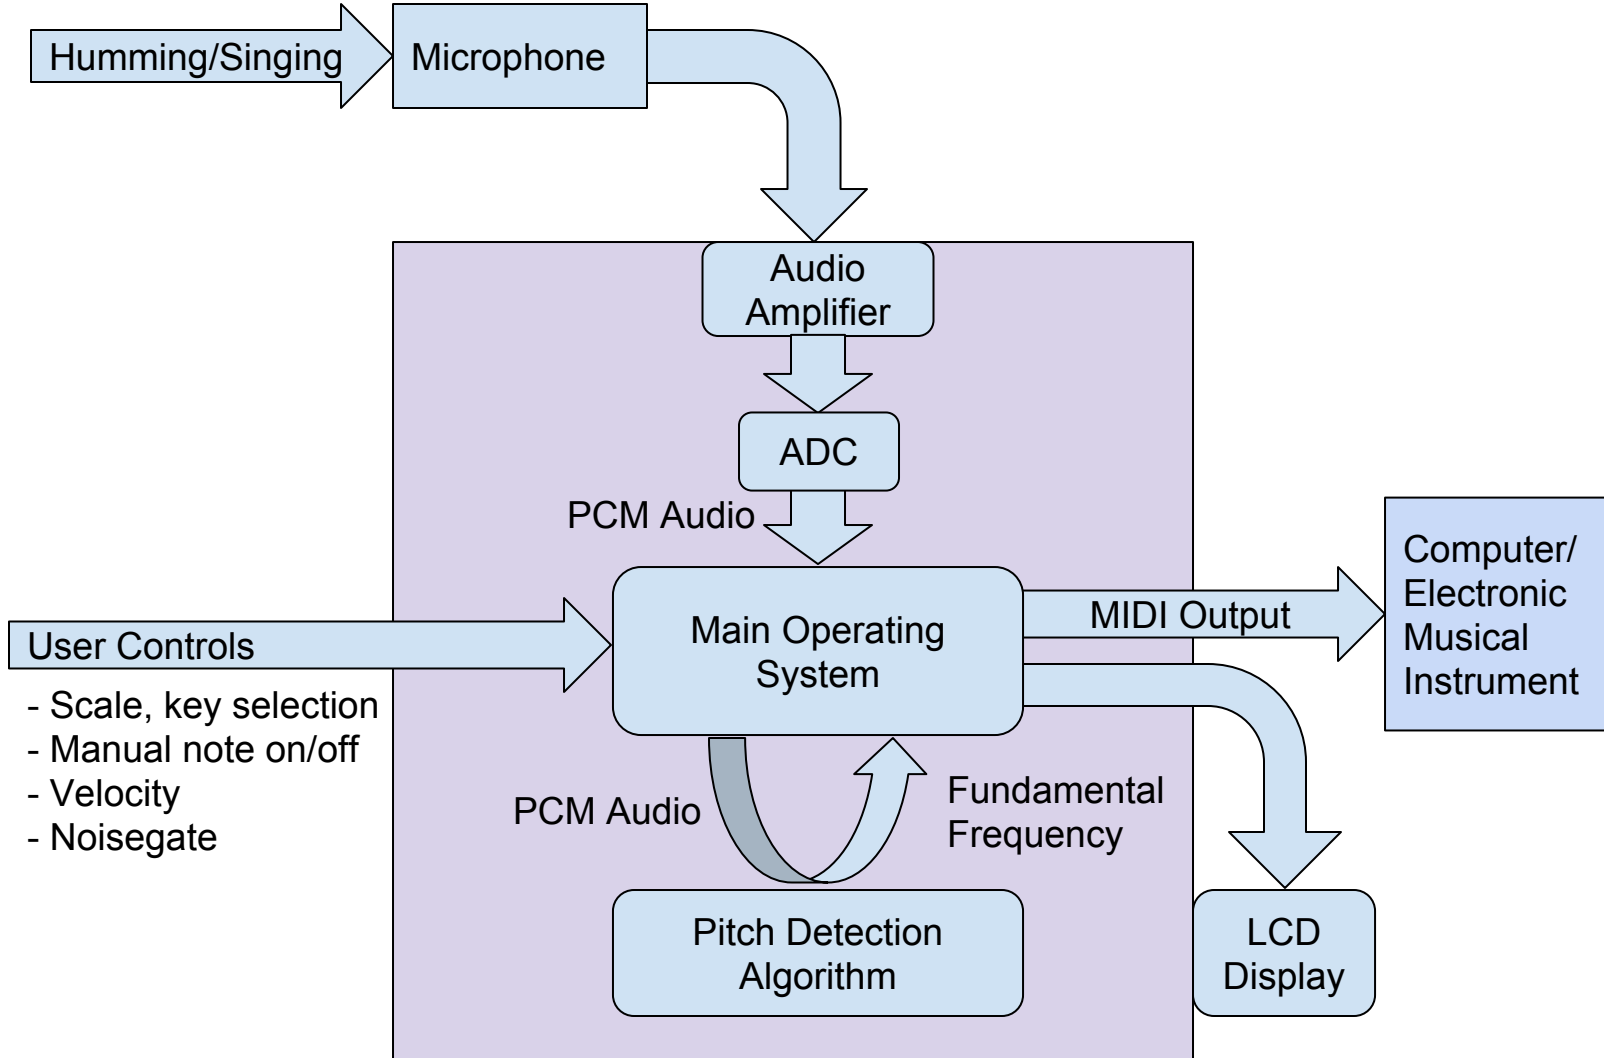 Humming/Singing
Microphone
Audio
Amplifier
ADC
PCM Audio
Main Operating
System
MIDI Output
Computer/
Electronic
Musical
Instrument
User Controls
- Scale, key selection
- Manual note on/off
- Velocity
- Noisegate
PCM Audio
Fundamental
Frequency
Pitch Detection
Algorithm
LCD
Display